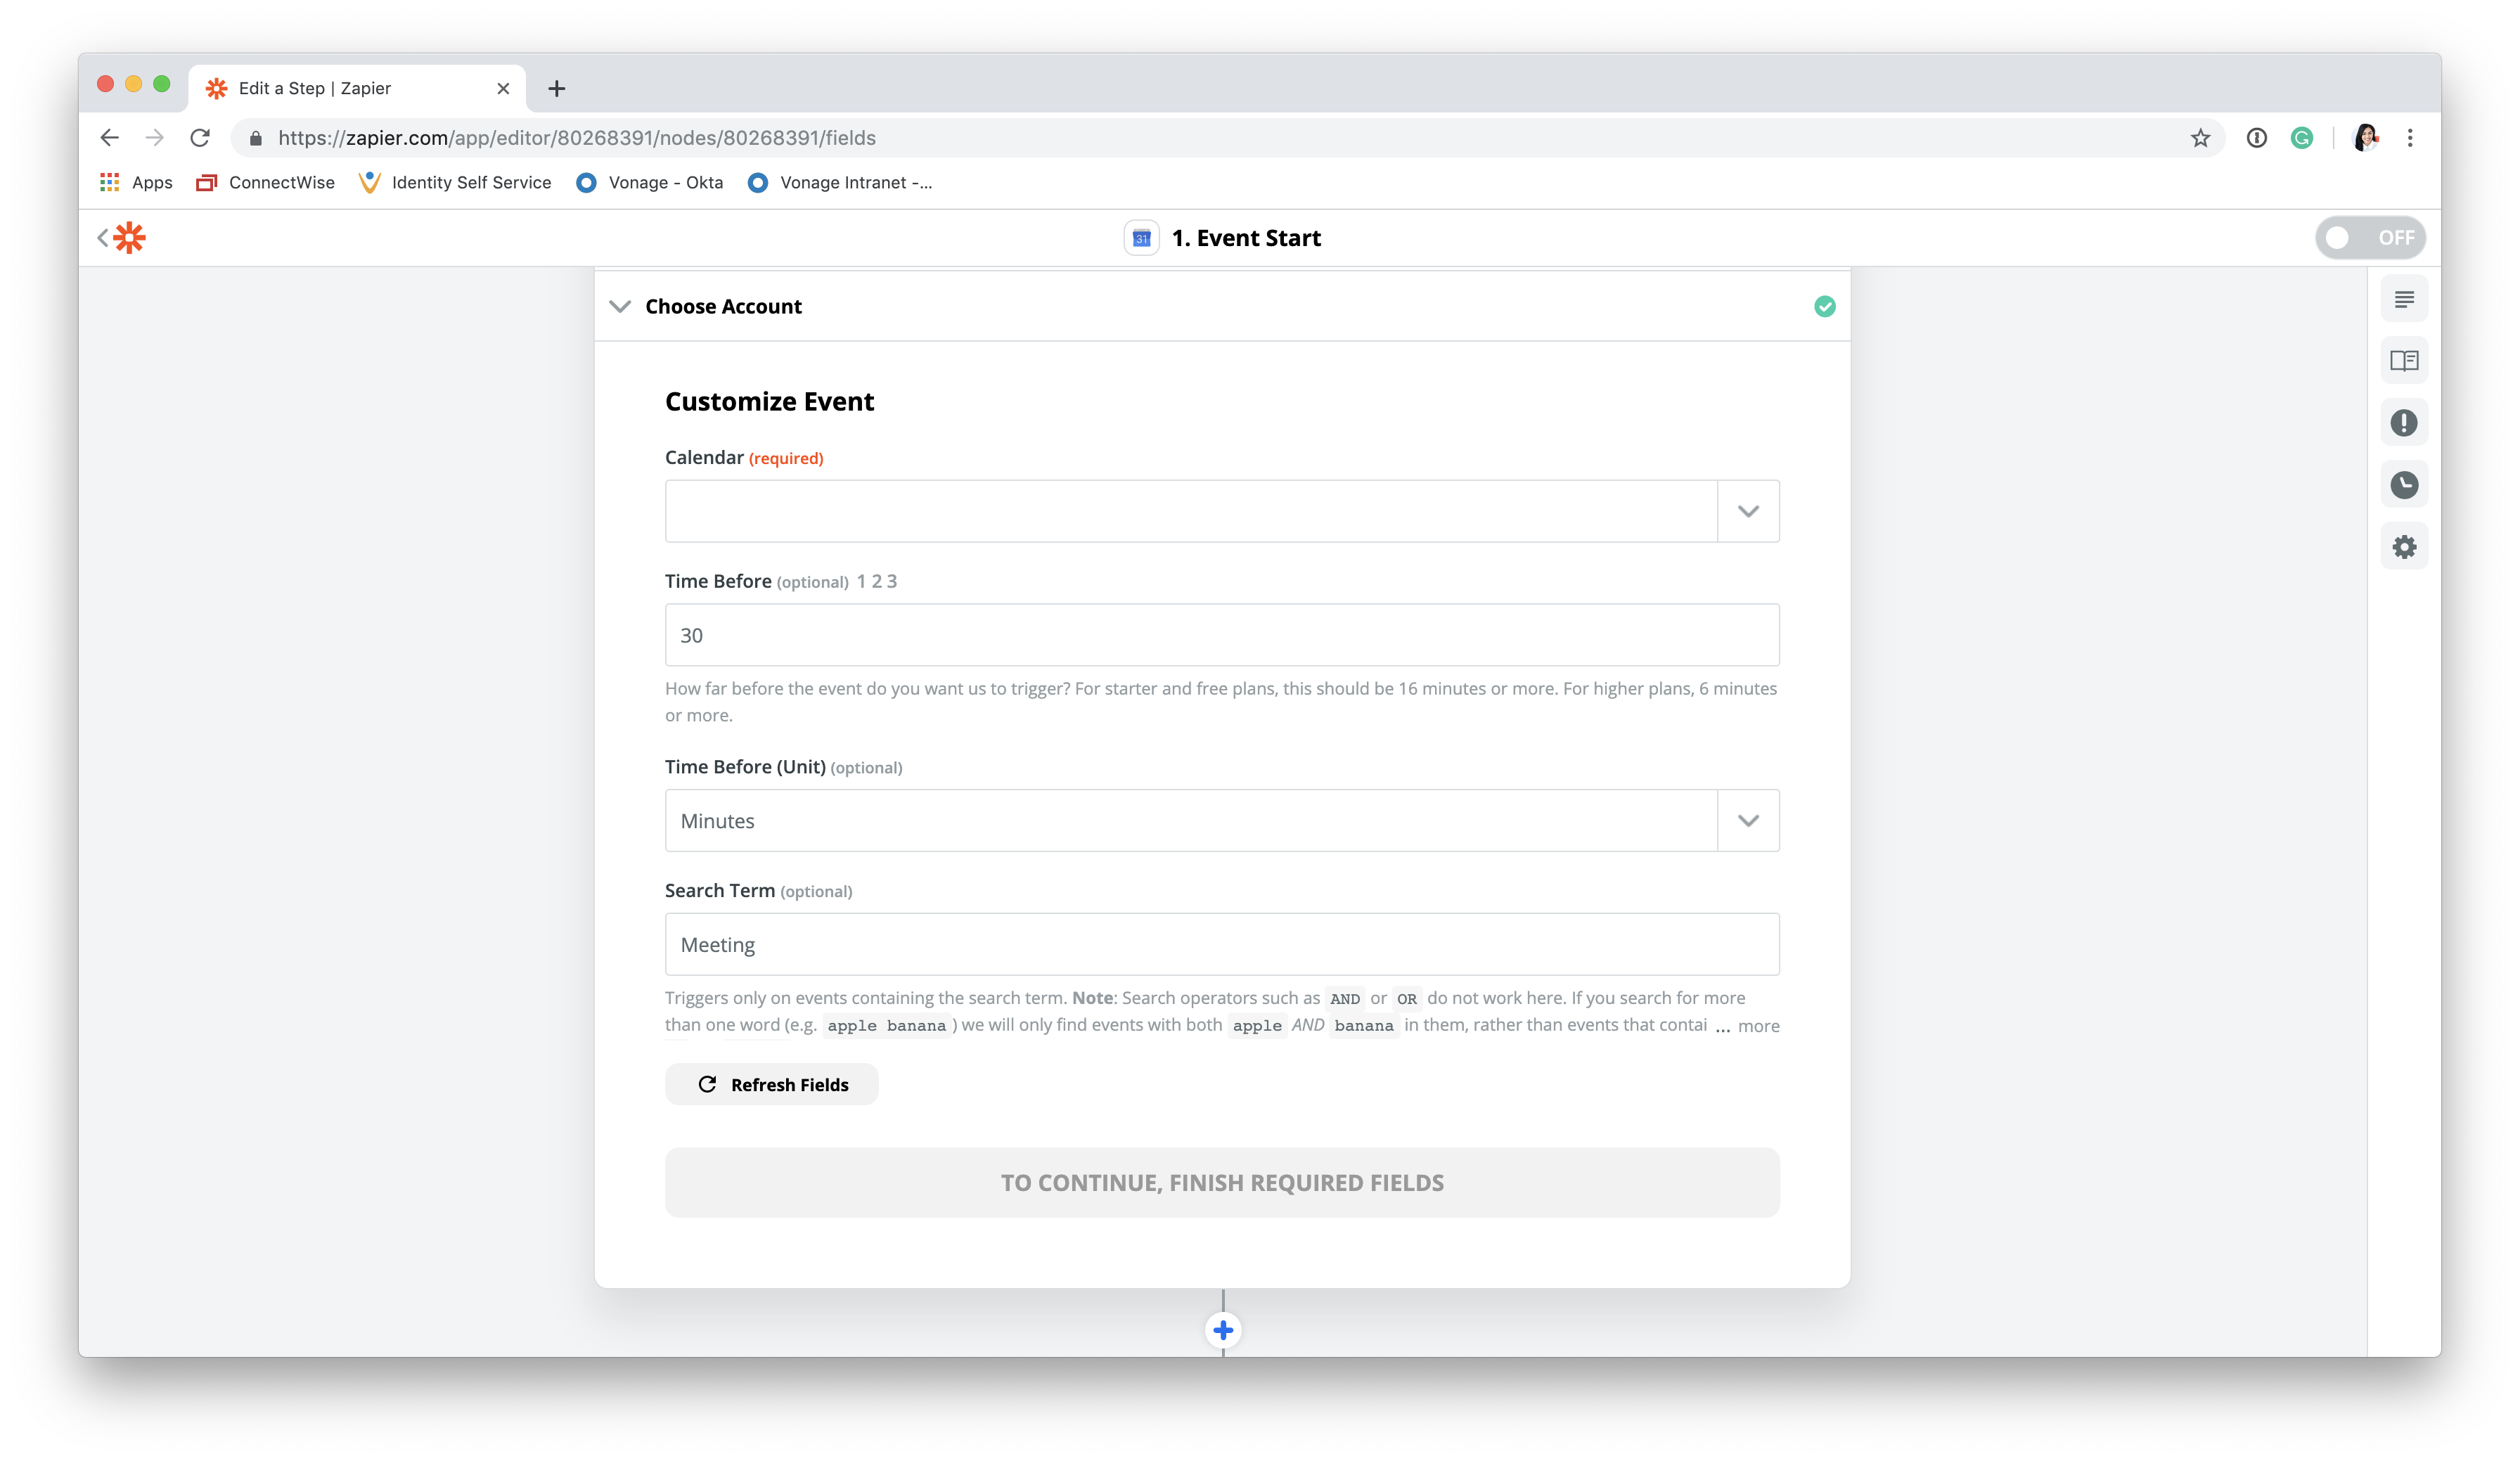 Edit a Step | Zapier
https://zapier.com/app/editor/80268391/nodes/80268391/fields
Apps ConnectWise Identity Self Service Vonage - Okta Vonage Intranet -...
31 1. Event Start OFF
Choose Account
Customize Event
Calendar (required)
Time Before (optional) 1 2 3
30
How far before the event do you want us to trigger? For starter and free plans, this should be 16 minutes or more. For higher plans, 6 minutes
or more.
Time Before (Unit) (optional)
Minutes
Search Term (optional)
Meeting
Triggers only on events containing the search term. Note: Search operators such as AND or OR do not work here. If you search for more
than one word (e.g. apple banana ) we will only find events with both apple AND banana in them, rather than events that contai ... more
Refresh Fields
TO CONTINUE, FINISH REQUIRED FIELDS